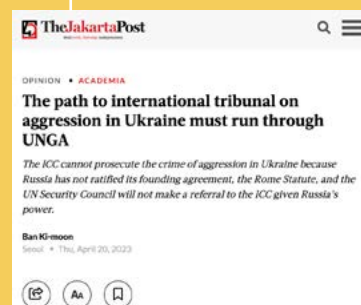 TheJakartaPost
OPINION • ACADEMIA
The path to international tribunal on
aggression in Ukraine must run through
UNGA
The ICC cannot prosecute the crime of aggression in Ukraine because
Russia has not ratified its founding agreement, the Rome Statute, and the
UN Security Council will not make a referral to the ICC given Russia's
power.
Ban Ki-moon
Seoul • Thu, April 20, 2023
AA